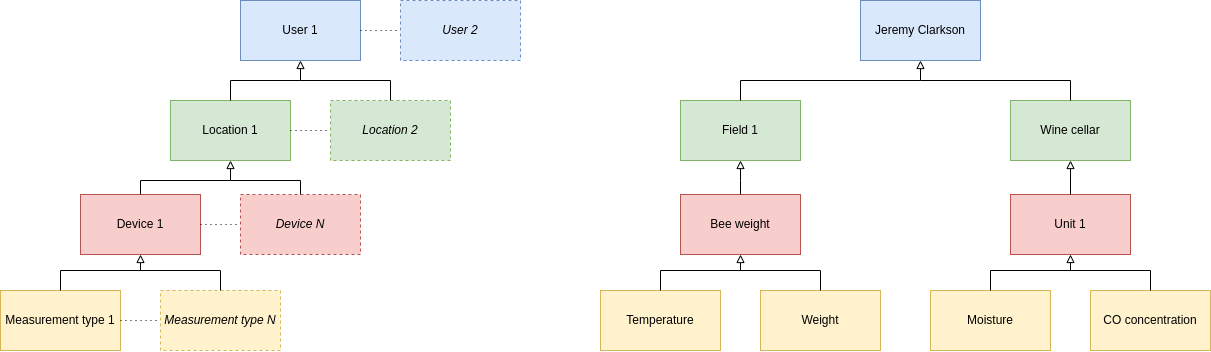 User 1
User 2
Jeremy Clarkson
Location 1
Location 2
Field 1
Wine cellar
Device 1
Device N
Bee weight
Unit 1
Measurement type 1
Measurement type N
Temperature
Weight
Moisture
CO concentration